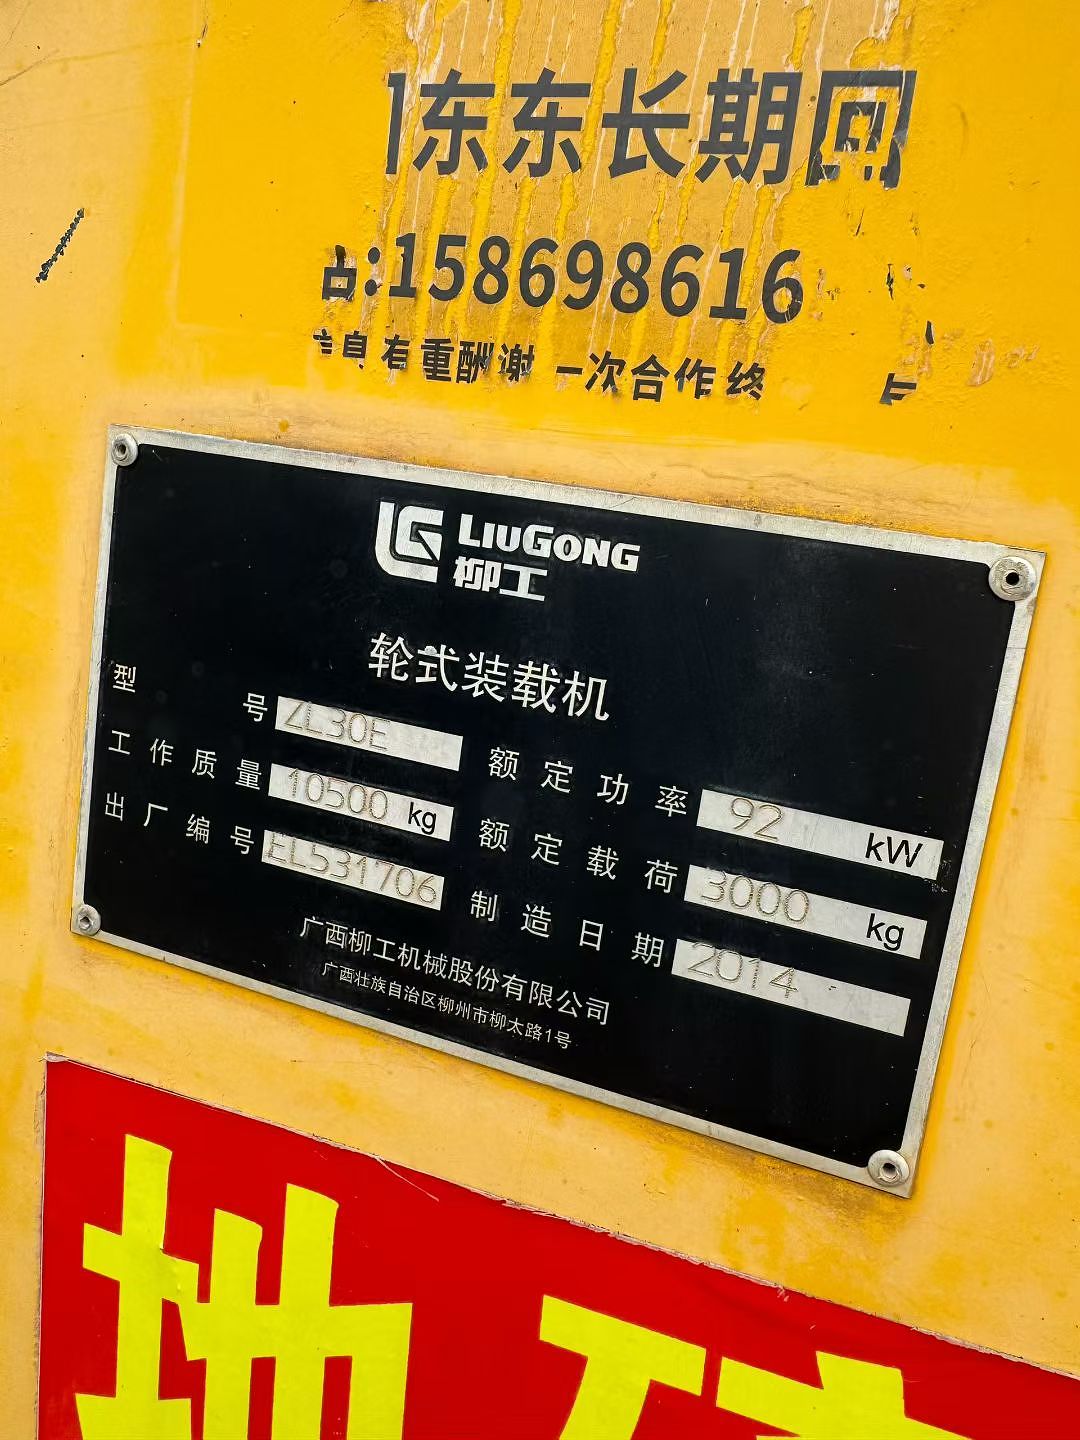 东东长期回
:158698616
自有重酬谢 一次合作终
LIUGONG
柳工
轮式装载机
型号 ZL30E 额定功率 92 kW
工作质量 10500 kg 额定载荷 3000 kg
出厂编号 EL531706 制造日期 2014
广西柳工机械股份有限公司
广西壮族自治区柳州市柳太路1号
地